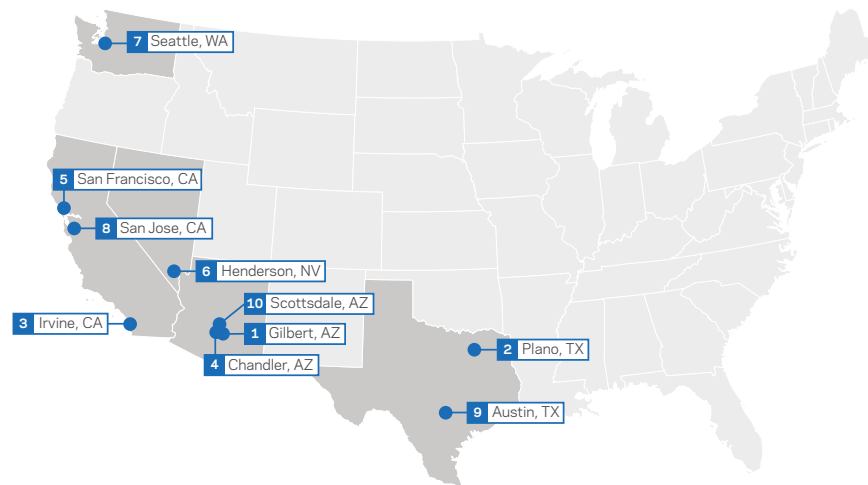 7 Seattle, WA
5 San Francisco, CA
8 San Jose, CA
6 Henderson, NV
10 Scottsdale, AZ
3 Irvine, CA
1 Gilbert, AZ
2 Plano, TX
4 Chandler, AZ
9 Austin, TX